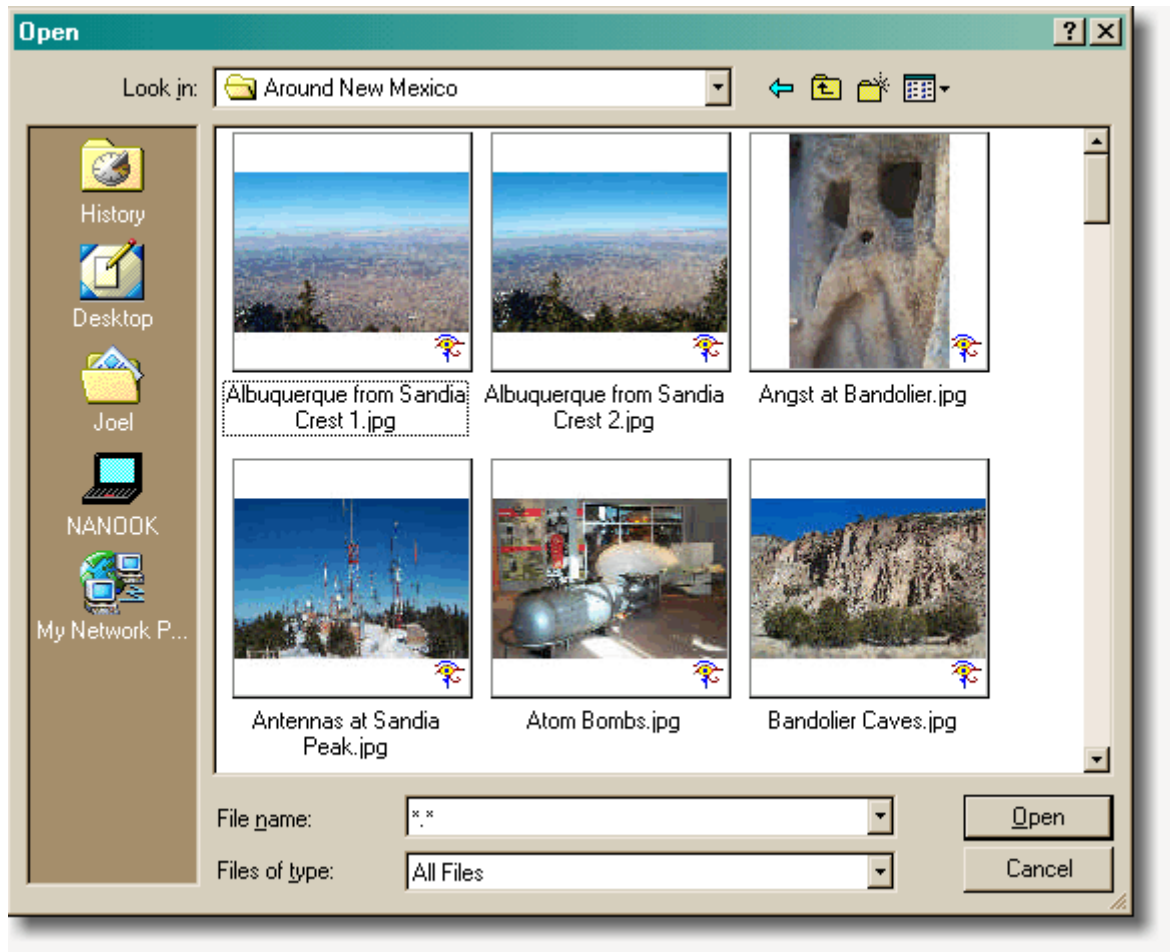 Open
Look in: Around New Mexico
History
Desktop
Joel
NANOOK
My Network P...
Albuquerque from Sandia
Crest 1.jpg
Albuquerque from Sandia
Crest 2.jpg
Angst at Bandolier.jpg
Antennas at Sandia
Peak.jpg
Atom Bombs.jpg
Bandolier Caves.jpg
File name: *.*
Open
Files of type: All Files
Cancel